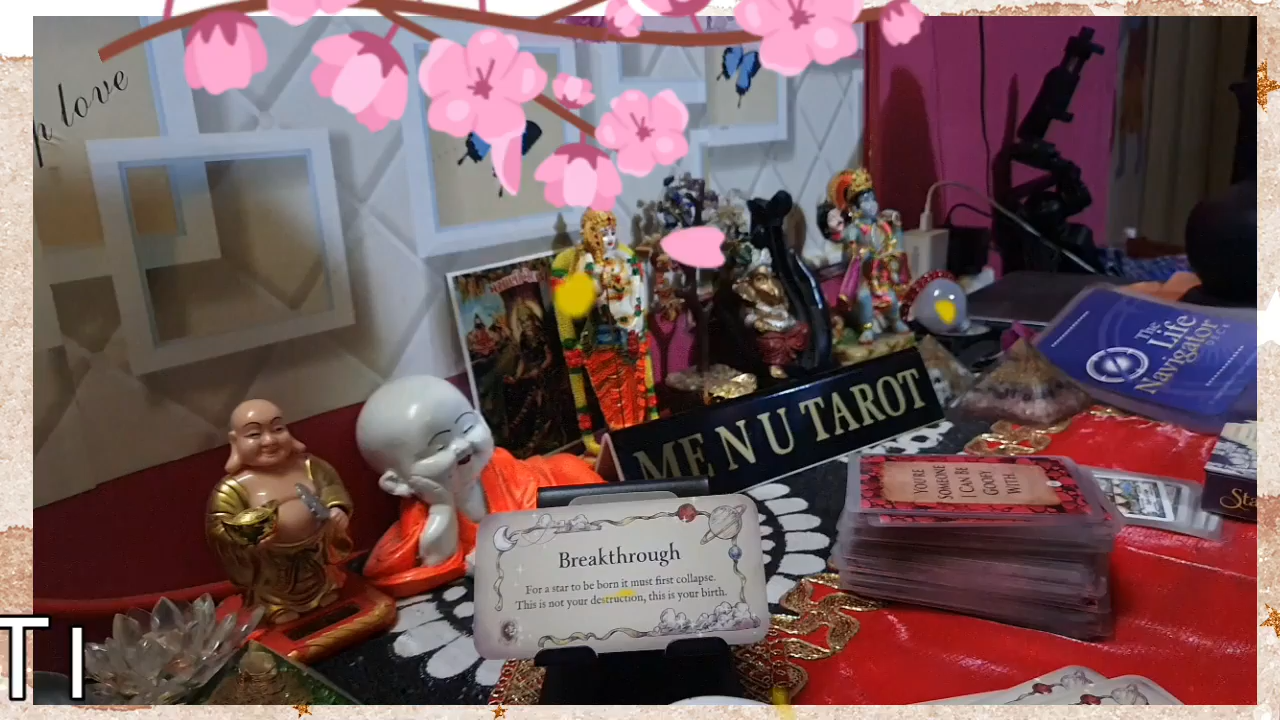 love
The
Life
Navigator
MENU TAROT
YOU'RE
SOMEONE
I CAN BE
GOOFY
WITH
Breakthrough
For a star to be born it must first collapse.
This is not your destruction, this is your birth.
TI